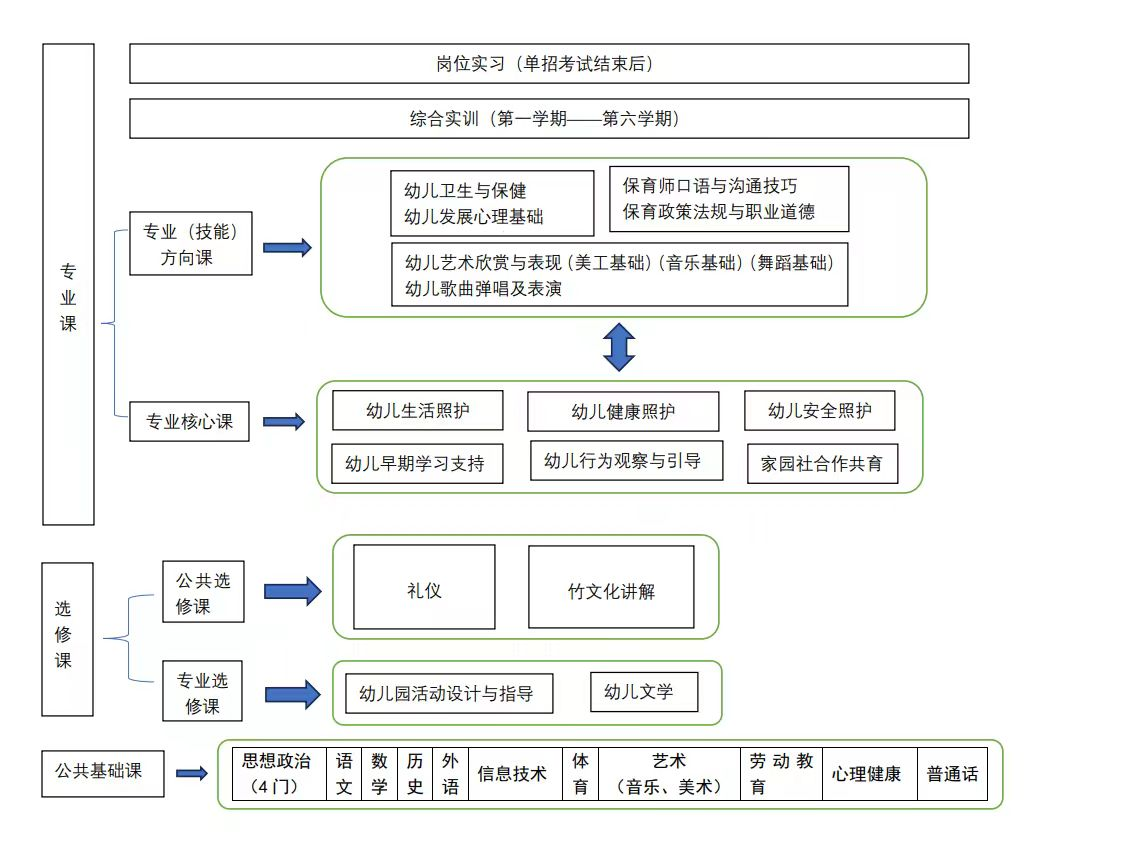 岗位实习（单招考试结束后）
综合实训（第一学期——第六学期）
专
业
课
专业（技能）
方向课
幼儿卫生与保健
幼儿发展心理基础
保育师口语与沟通技巧
保育政策法规与职业道德
幼儿艺术欣赏与表现（美工基础）（音乐基础）（舞蹈基础）
幼儿歌曲弹唱及表演
专业核心课
幼儿生活照护
幼儿健康照护
幼儿安全照护
幼儿早期学习支持
幼儿行为观察与引导
家园社合作共育
选
修
课
公共选
修课
礼仪
竹文化讲解
专业选
修课
幼儿园活动设计与指导
幼儿文学
公共基础课
思想政治
（4 门）
语
文
数
学
历
史
外
语
信息技术
体
育
艺术
（音乐、美术）
劳动教
育
心理健康
普通话